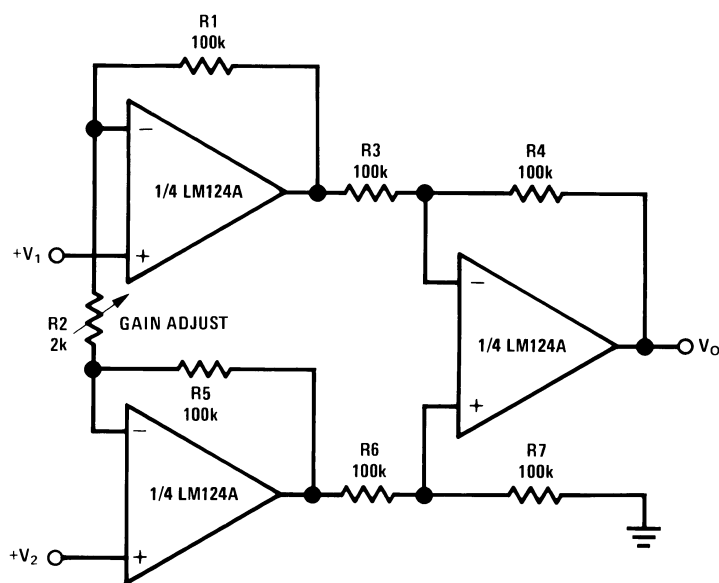 R1
100k
−
1/4 LM124A
+
+V1
R3
100k
R4
100k
R2
2k
GAIN ADJUST
−
1/4 LM124A
+
VO
R5
100k
−
1/4 LM124A
+
+V2
R6
100k
R7
100k